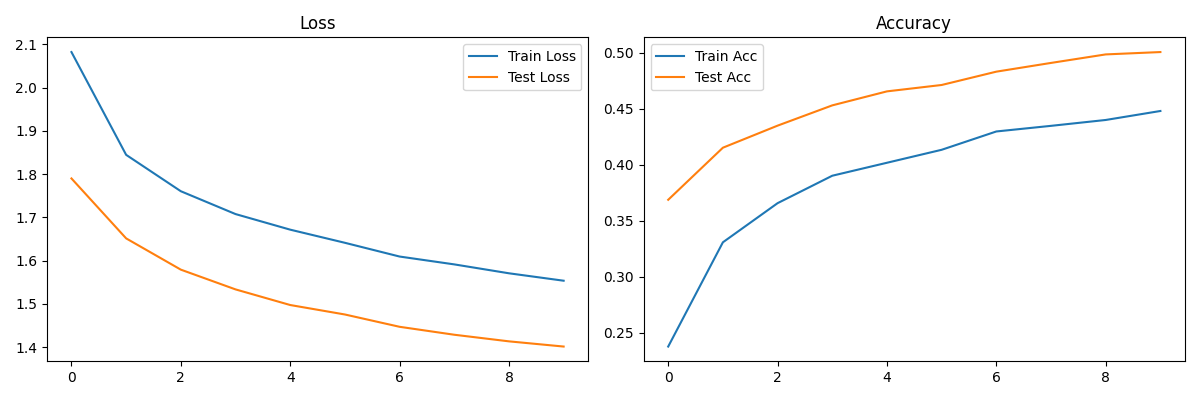 Loss
2.1
2.0
1.9
1.8
1.7
1.6
1.5
1.4
0 2 4 6 8
Train Loss
Test Loss
Accuracy
0.50
0.45
0.40
0.35
0.30
0.25
0 2 4 6 8
Train Acc
Test Acc